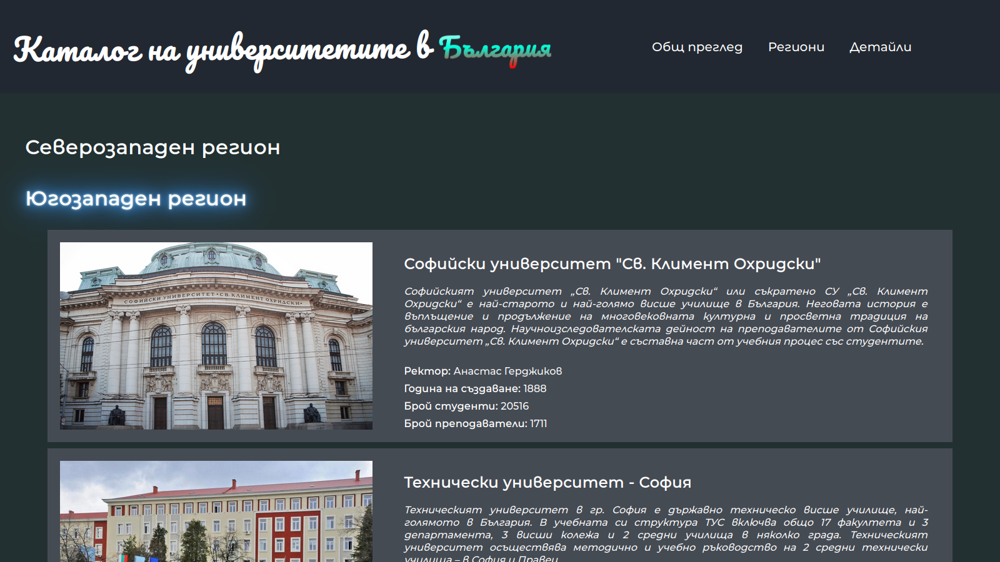 Каталог на университетите в България
Общ преглед
Региони
Детайли
Северозападен регион
Югозападен регион
СОФИЙСКИ УНИВЕРСИТЕТ • СВ. КЛИМЕНТ ОХРИДСКИ •
Софийски университет "Св. Климент Охридски"
Софийският университет „Св. Климент Охридски“ или съкратено СУ „Св. Климент
Охридски“ е най-старото и най-голямо висше училище в България. Неговата история е
въплъщение и продължение на многовековната културна и просветна традиция на
българския народ. Научноизследователската дейност на преподавателите от Софийския
университет „Св. Климент Охридски“ е съставна част от учебния процес със студентите.
Ректор: Анастас Герджиков
Година на създаване: 1888
Брой студенти: 20516
Брой преподаватели: 1711
Технически университет - София
Техническият университет в гр. София е държавно техническо висше училище, най-
голямото в България. В учебната си структура ТУС включва общо 17 факултета и 3
департамента, 3 висши колежа и 2 средни училища в няколко града. Техническият
университет осъществява методично и учебно ръководство на 2 средни технически
училища – в София и Правец